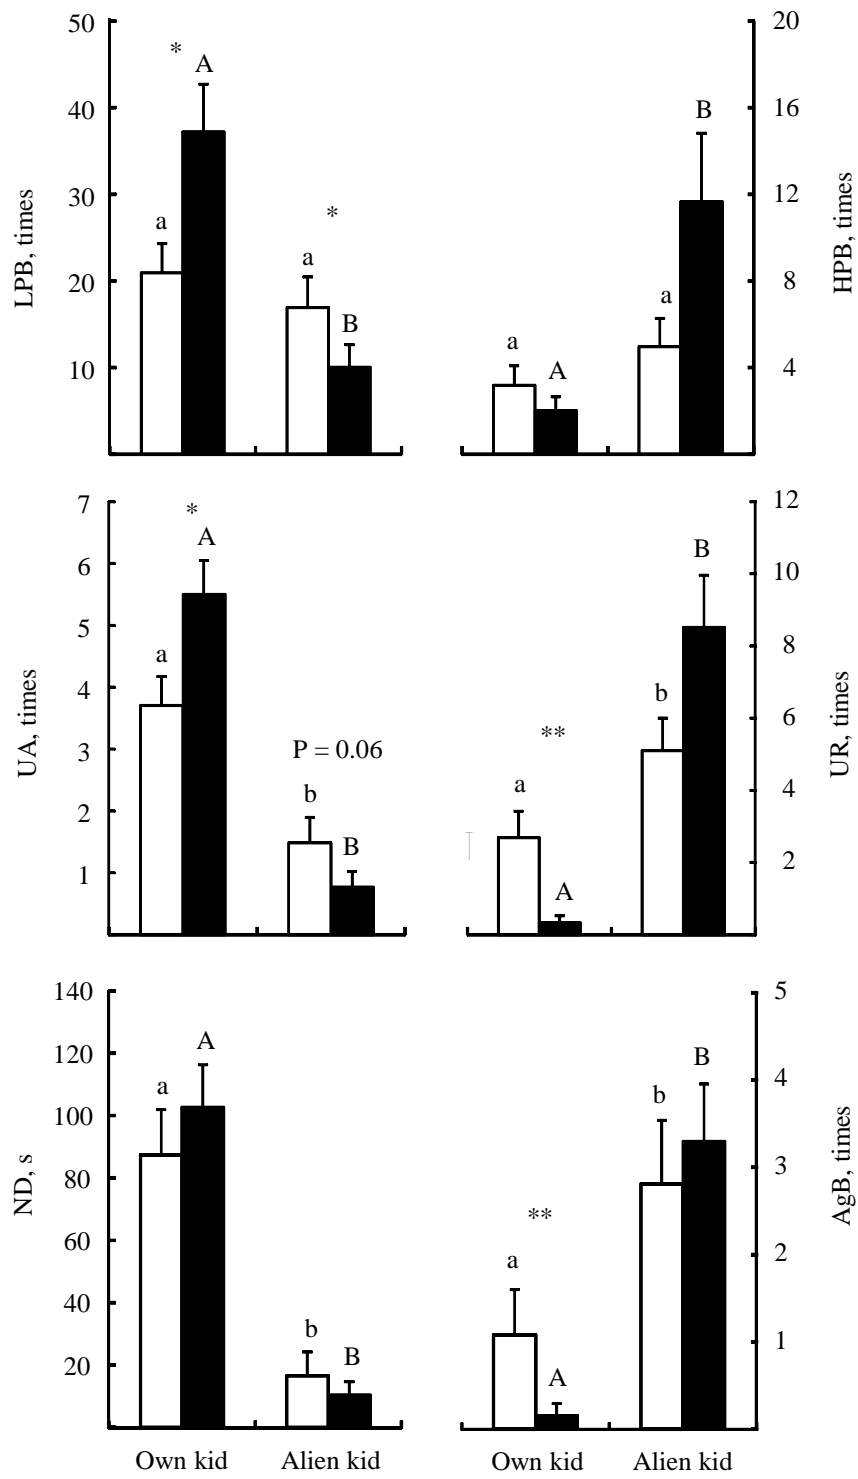 50
40
30
20
10
LPB, times
*
A
a
*
a
B
20
16
12
8
4
HPB, times
a
A
a
B
7
6
5
4
3
2
1
UA, times
*
A
a
P = 0.06
b
B
12
10
8
6
4
2
UR, times
**
a
A
b
B
140
120
100
80
60
40
20
ND, s
a
A
b
B
5
4
3
2
1
AgB, times
**
a
A
b
B
Own kid Alien kid Own kid Alien kid